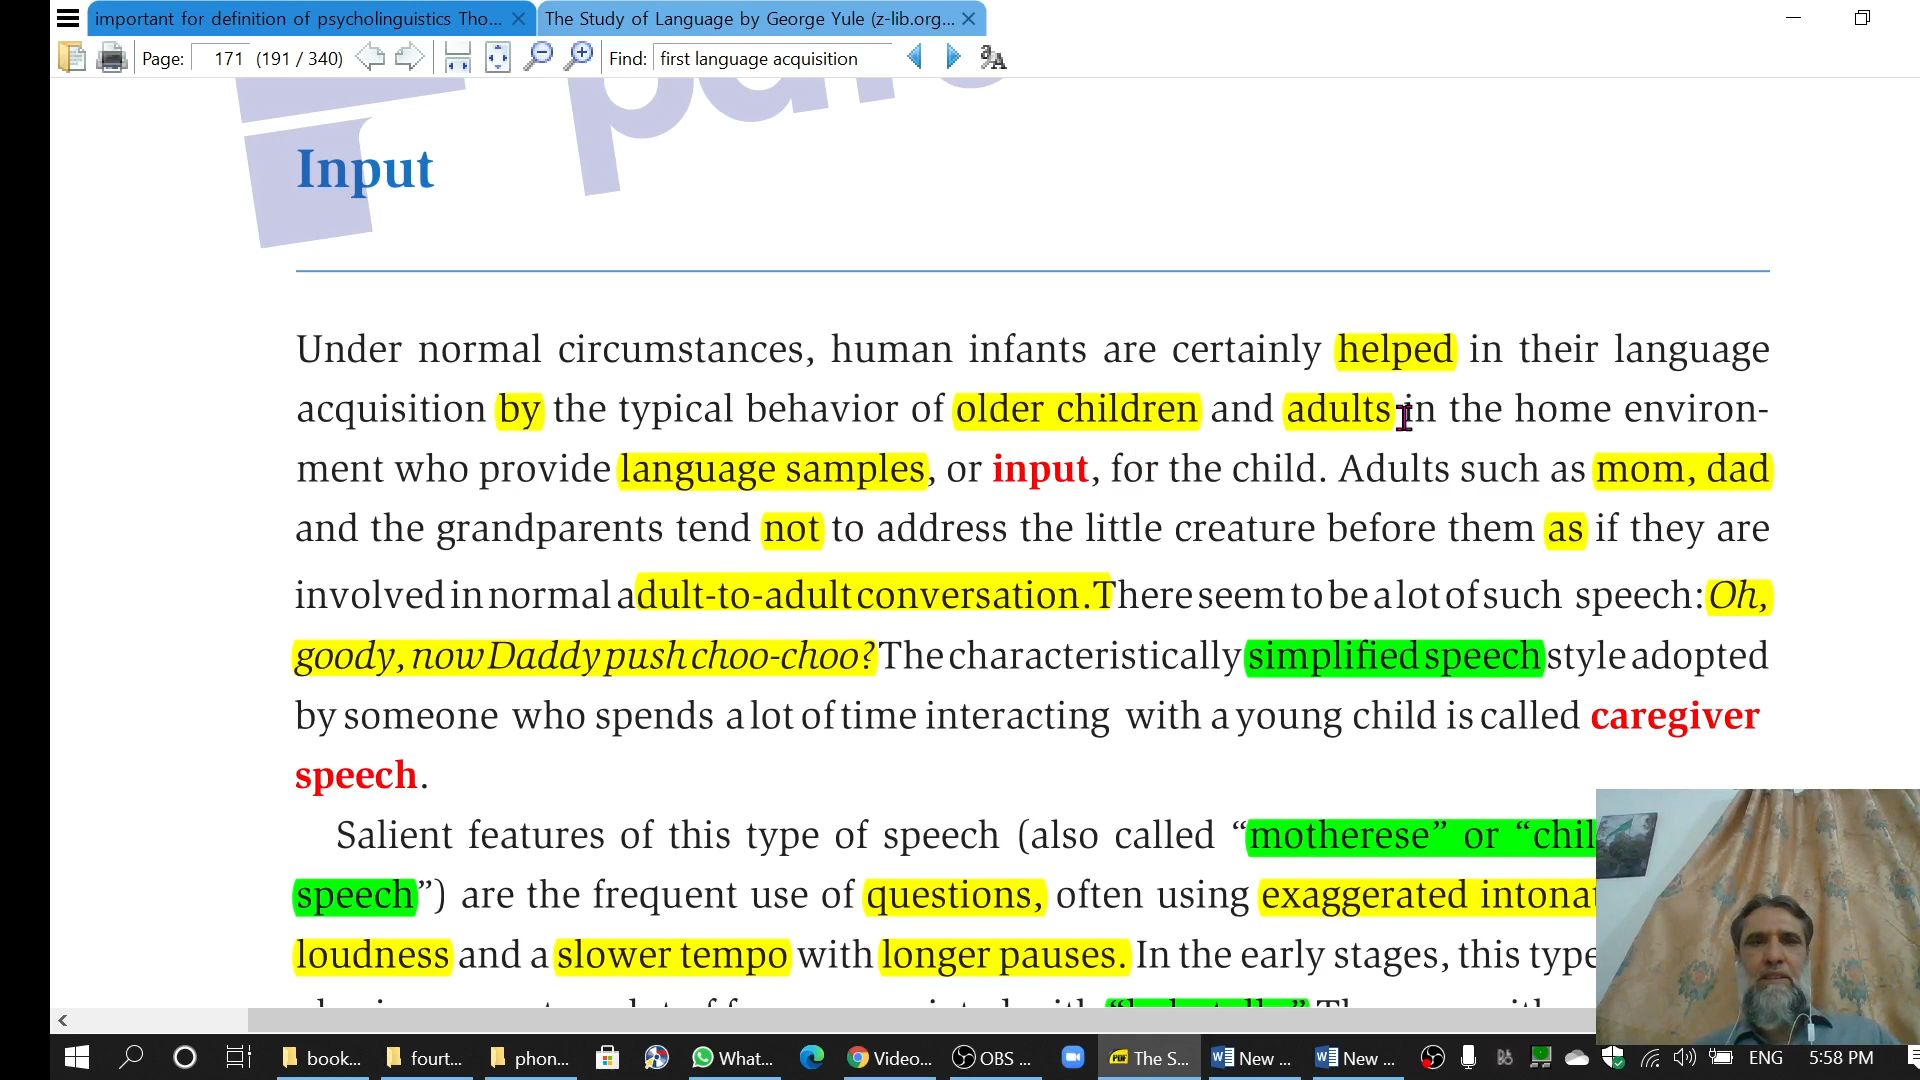 important for definition of psycholinguistics Tho...
The Study of Language by George Yule (z-lib.org...
Page: 171 (191 / 340) Find: first language acquisition
Input
Under normal circumstances, human infants are certainly helped in their language
acquisition by the typical behavior of older children and adults in the home environ-
ment who provide language samples, or input, for the child. Adults such as mom, dad
and the grandparents tend not to address the little creature before them as if they are
involved in normal adult-to-adult conversation. There seem to be a lot of such speech: Oh,
goody, now Daddy push choo-choo? The characteristically simplified speech style adopted
by someone who spends a lot of time interacting with a young child is called caregiver
speech.
Salient features of this type of speech (also called “motherese” or “chil
speech”) are the frequent use of questions, often using exaggerated intonat
loudness and a slower tempo with longer pauses. In the early stages, this type
book... fourt... phon... What... Video... OBS ... The S... New ... New ... ENG 5:58 PM